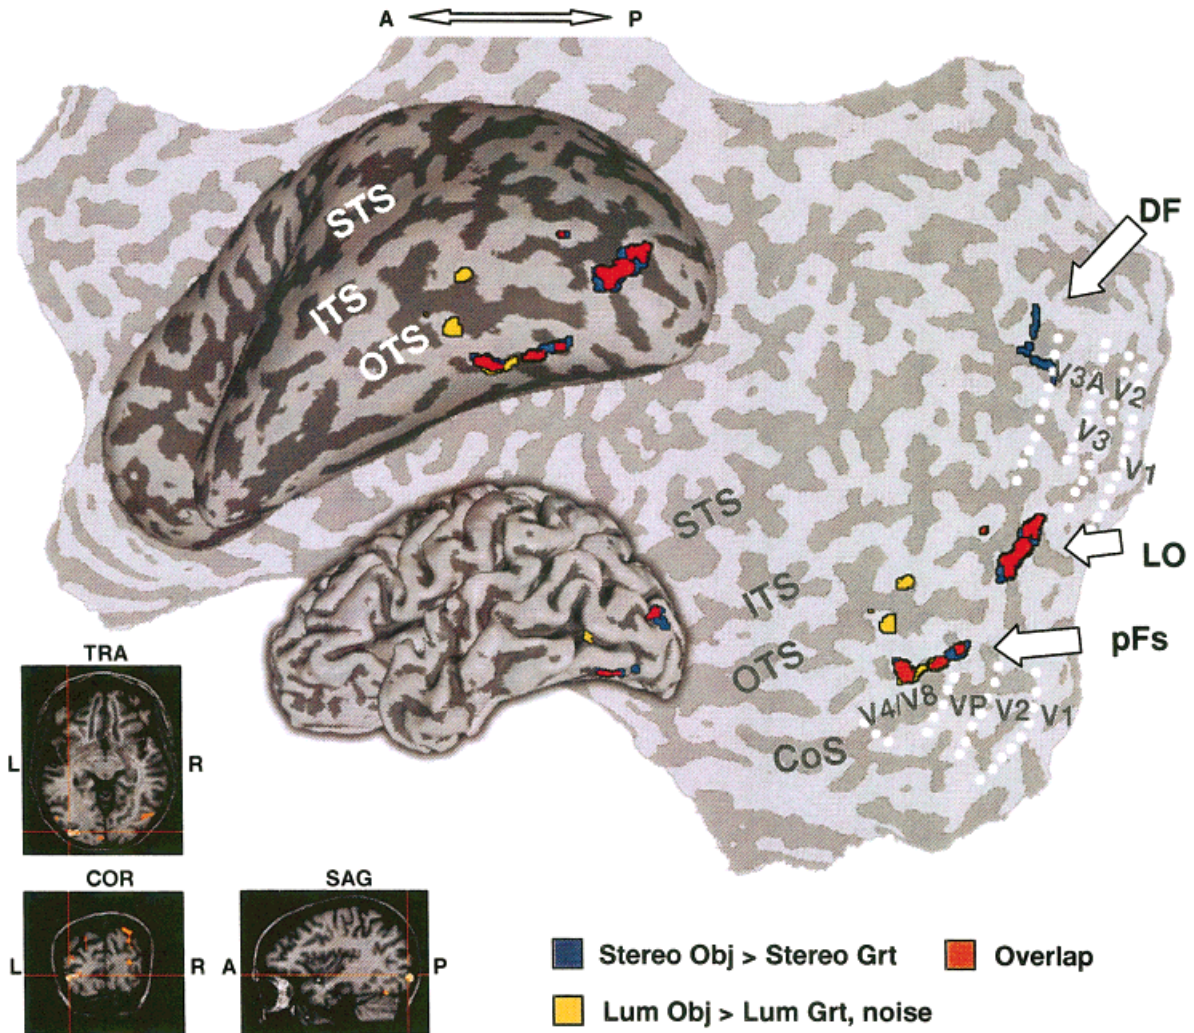 A P
STS
ITS
OTS
DF
V3A V2
V3
V1
STS
LO
ITS
pFs
OTS
V4/V8 VP V2 V1
CoS
TRA
L R
COR SAG
L R A P
Stereo Obj > Stereo Grt Overlap
Lum Obj > Lum Grt, noise